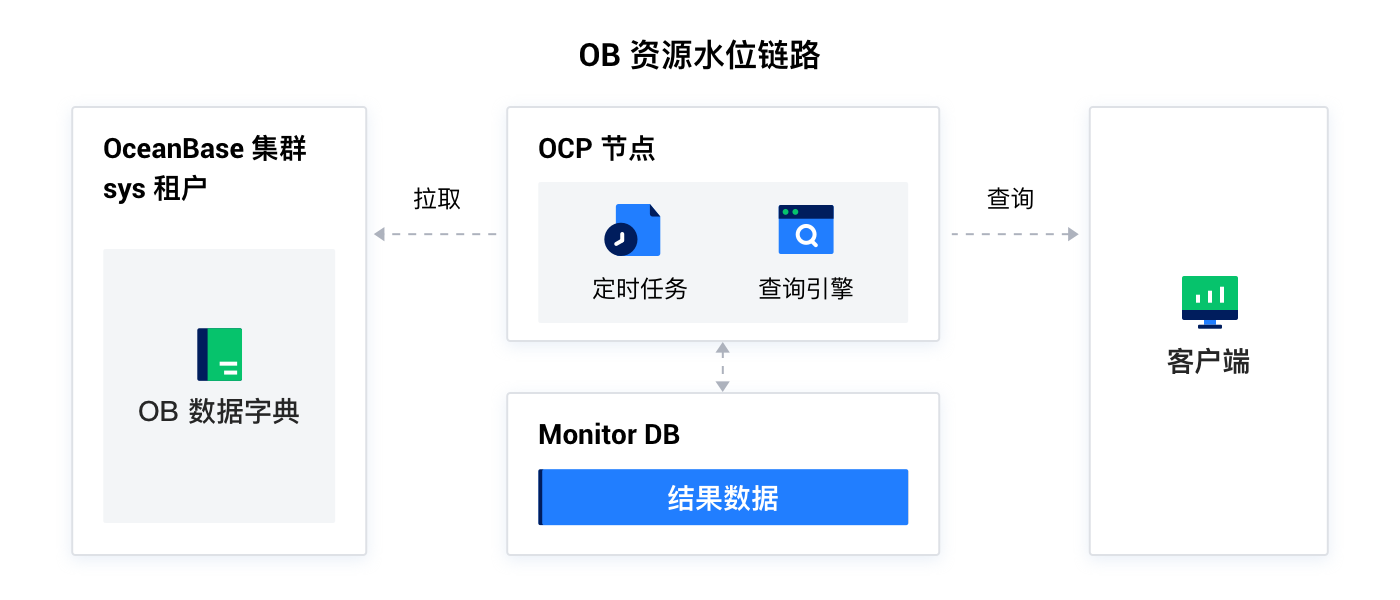 OB 资源水位链路
OceanBase 集群
sys 租户
OB 数据字典
拉取
OCP 节点
定时任务
查询引擎
Monitor DB
结果数据
查询
客户端